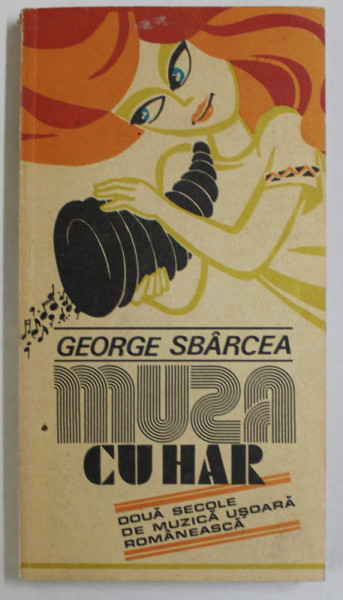 GEORGE SBÂRCEA
MUZA
CU HAR
DOUĂ SECOLE
DE MUZICĂ UȘOARĂ
ROMÂNEASCĂ